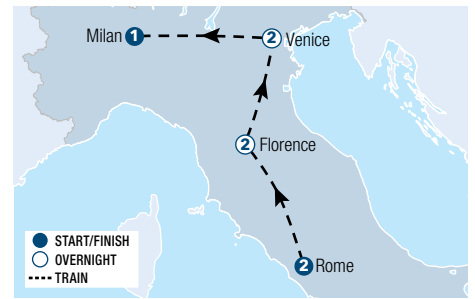 Milan 1
2 Venice
2 Florence
2 Rome
START/FINISH
OVERNIGHT
TRAIN